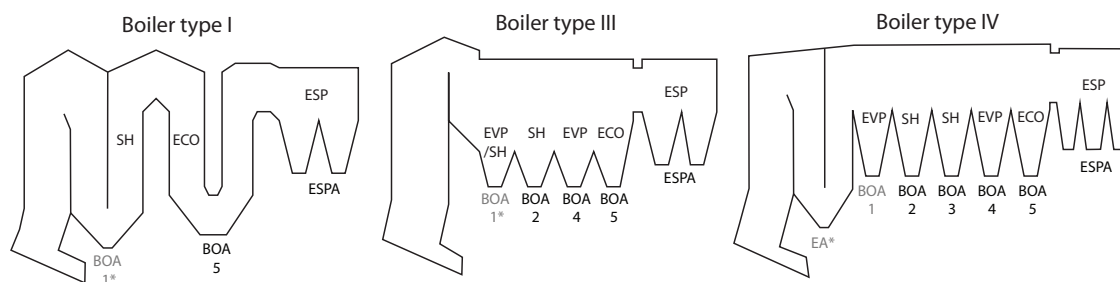 Boiler type I
SH
ECO
ESP
ESPA
BOA
1*
BOA
5
Boiler type III
EVP
/SH
SH
EVP
ECO
ESP
ESPA
BOA
1*
BOA
2
BOA
4
BOA
5
Boiler type IV
EVP
SH
SH
EVP
ECO
ESP
ESPA
EA*
BOA
1
BOA
2
BOA
3
BOA
4
BOA
5